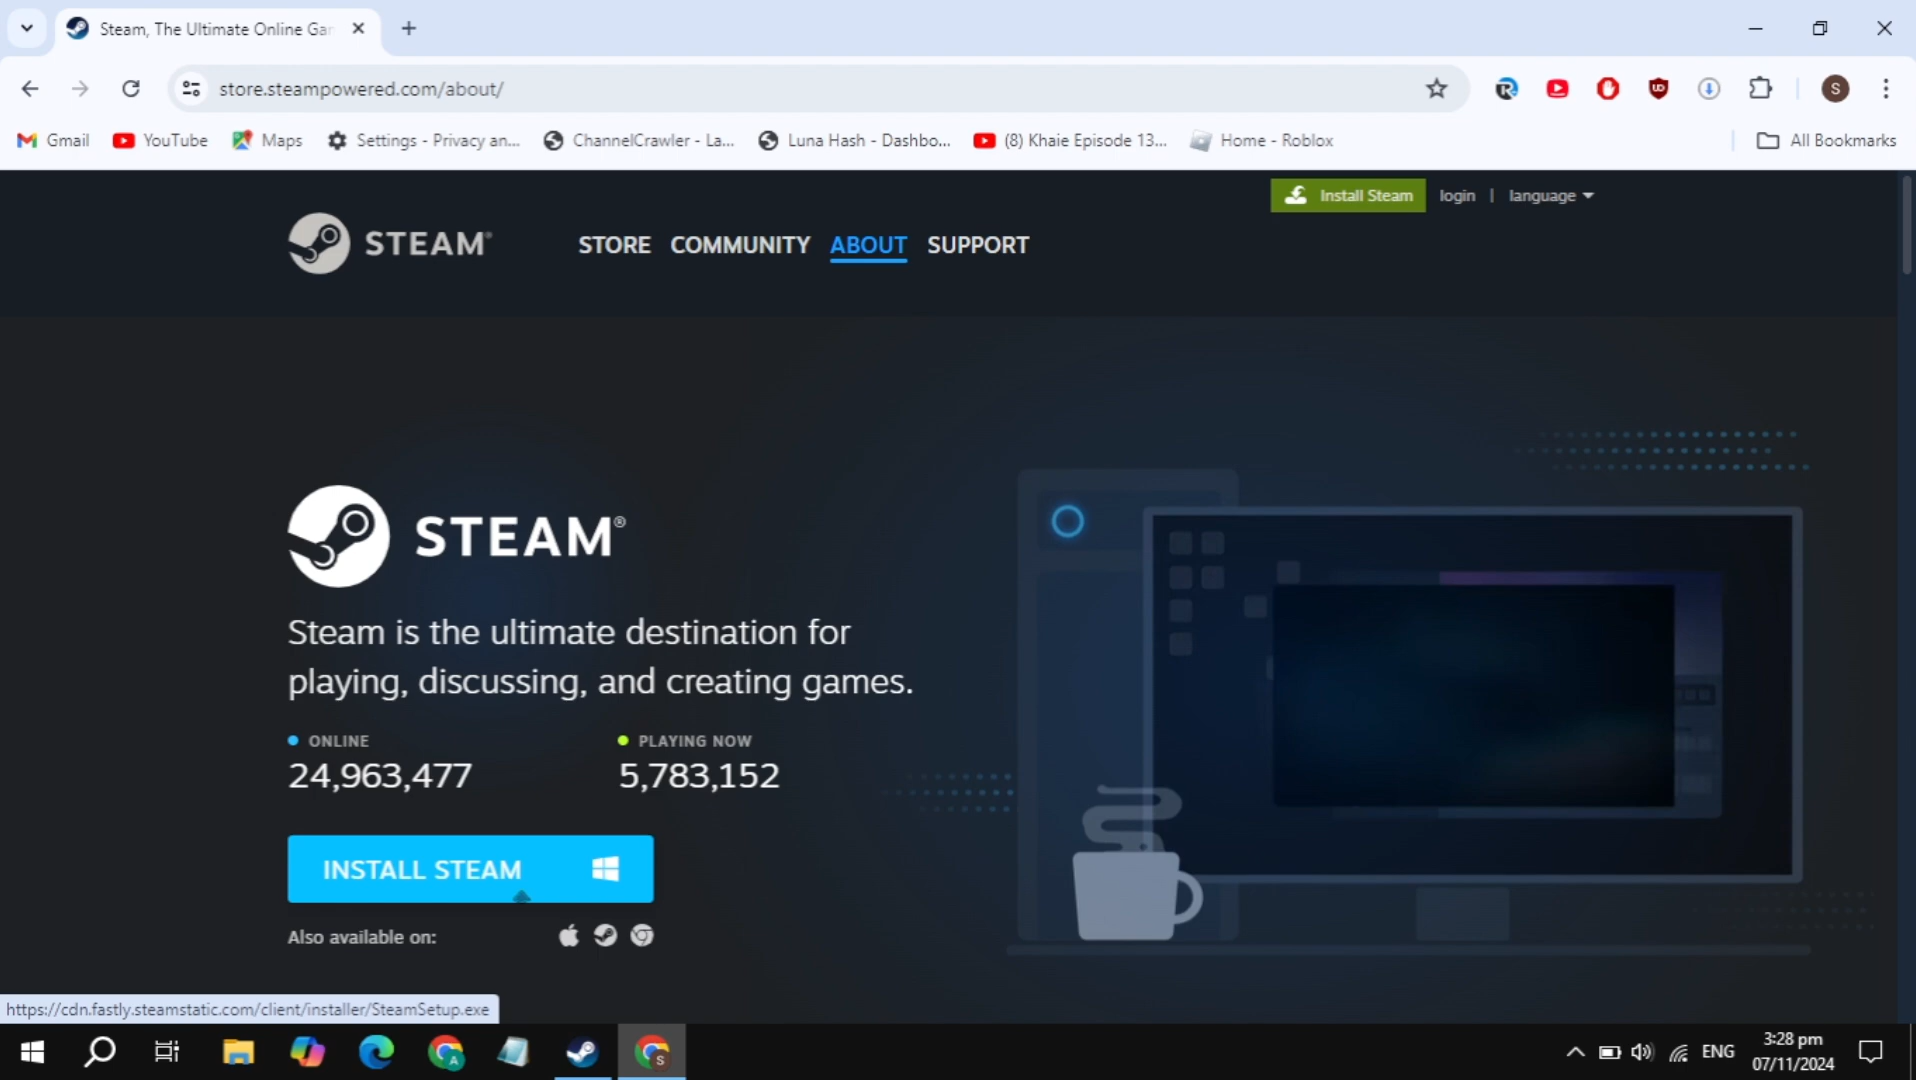 Steam, The Ultimate Online Gar
store.steampowered.com/about/
S
Gmail
YouTube
Maps
Settings - Privacy an...
ChannelCrawler - La...
Luna Hash - Dashbo...
(8) Khaie Episode 13...
Home - Roblox
All Bookmarks
Install Steam
login | language
STEAM®
STORE COMMUNITY ABOUT SUPPORT
STEAM®
Steam is the ultimate destination for
playing, discussing, and creating games.
ONLINE
24,963,477
PLAYING NOW
5,783,152
INSTALL STEAM
Also available on:
https://cdn.fastly.steamstatic.com/client/installer/SteamSetup.exe
A
S
ENG
3:28 pm
07/11/2024